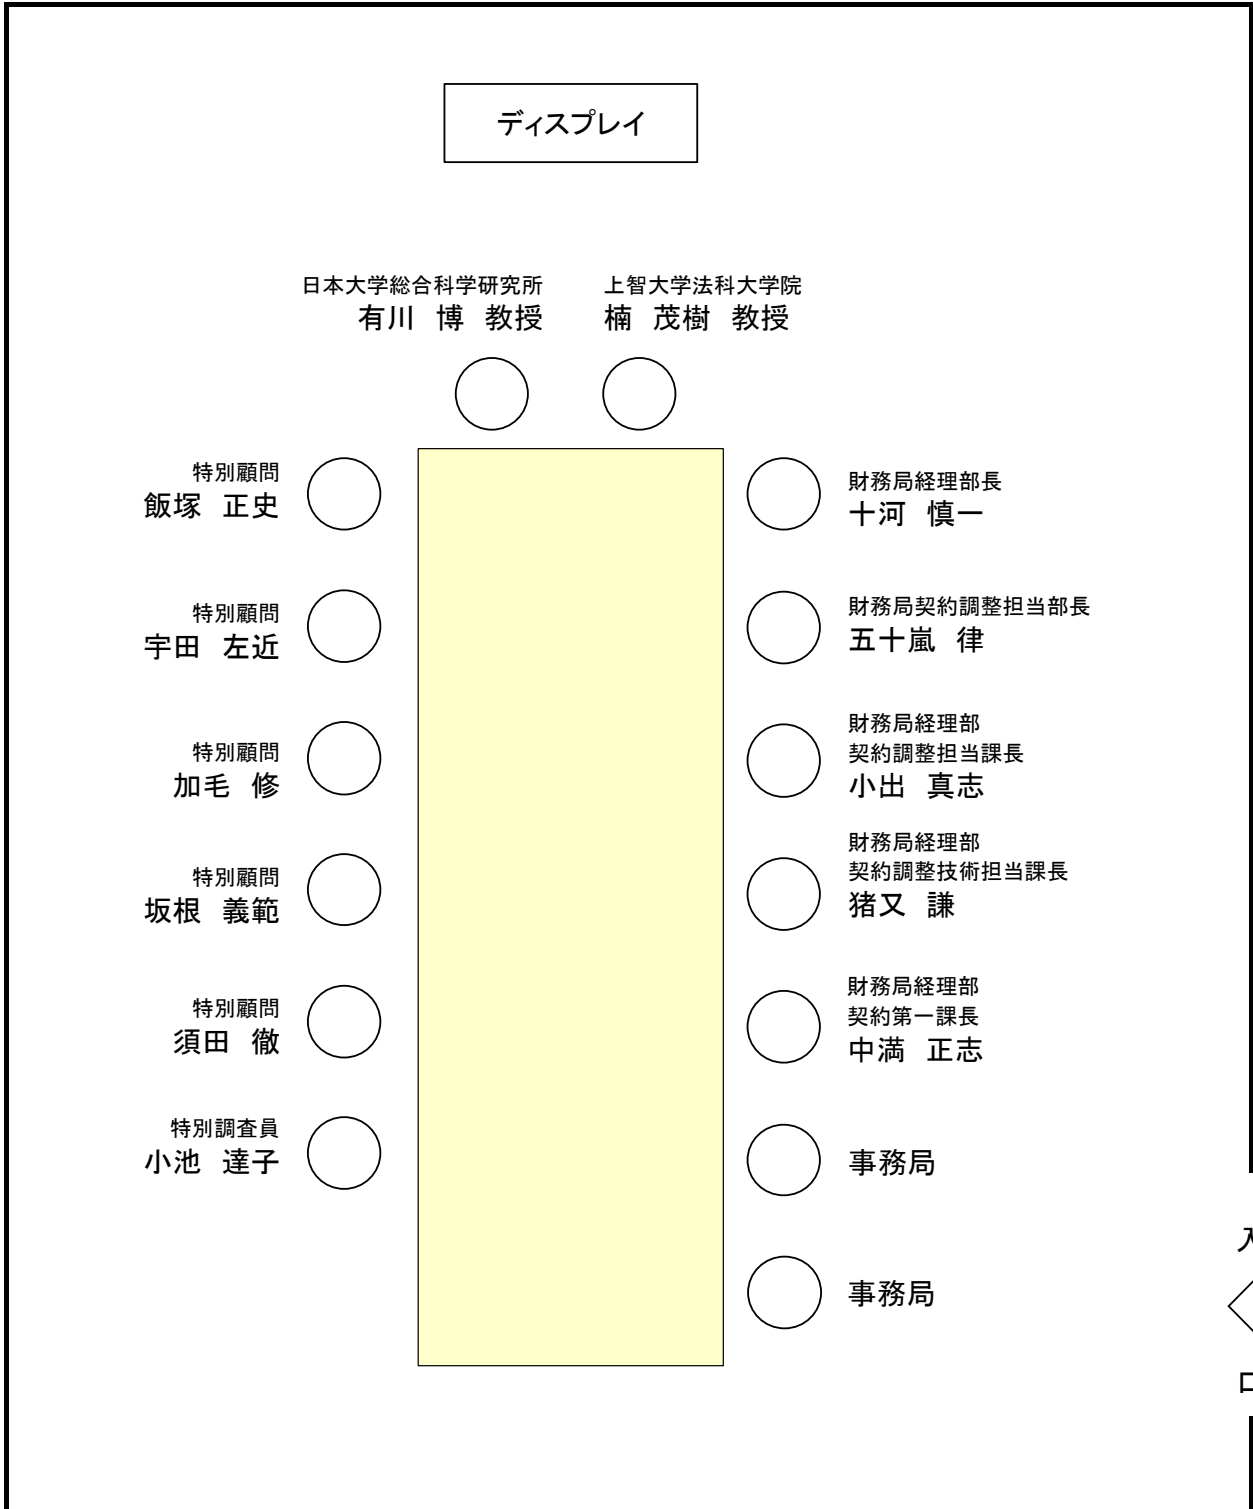 ディスプレイ
日本大学総合科学研究所
有川 博 教授
上智大学法科大学院
楠 茂樹 教授
特別顧問
飯塚 正史
特別顧問
宇田 左近
特別顧問
加毛 修
特別顧問
坂根 義範
特別顧問
須田 徹
特別調査員
小池 達子
財務局経理部長
十河 慎一
財務局契約調整担当部長
五十嵐 律
財務局経理部
契約調整担当課長
小出 真志
財務局経理部
契約調整技術担当課長
猪又 謙
財務局経理部
契約第一課長
中満 正志
事務局
事務局
入
口